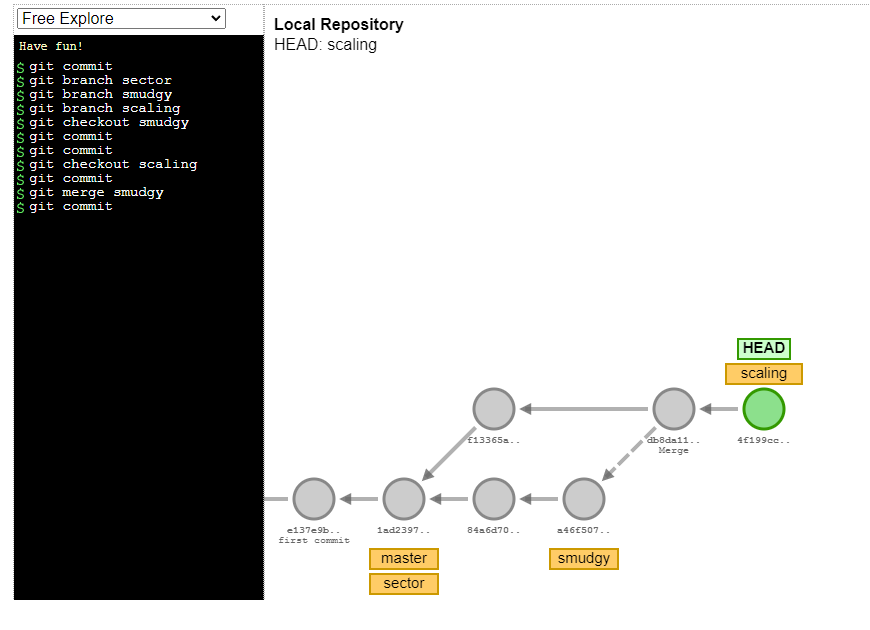 Free Explore
Have fun!
$ git commit
$ git branch sector
$ git branch smudgy
$ git branch scaling
$ git checkout smudgy
$ git commit
$ git commit
$ git checkout scaling
$ git commit
$ git merge smudgy
$ git commit
Local Repository
HEAD: scaling
HEAD
scaling
f13365a..
db8da11..
4f199cc..
Merge
e137e9b..
1ad2397..
84a6d70..
a46f507..
first commit
master
smudgy
sector